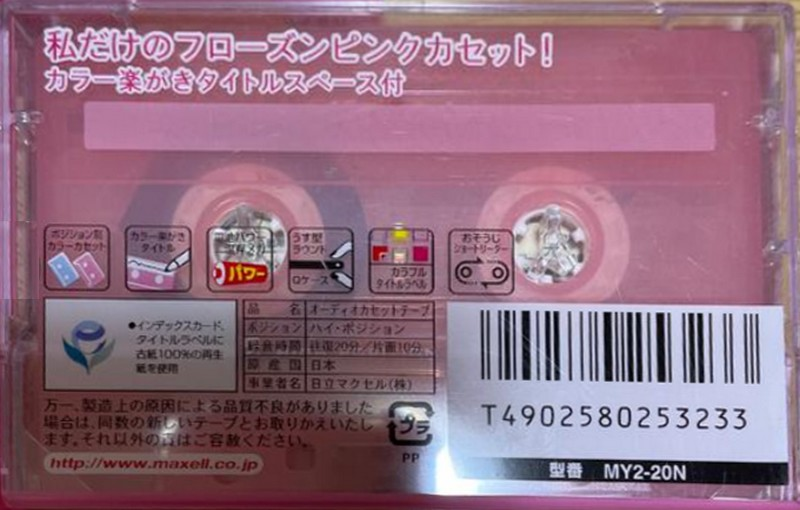 私だけのフローズンピンクカセット!
カラー楽がきタイトルスペース付
ポジション別
カラーカセット
カラー楽がき
タイトル
パワー
パワー
うす型
ラウンド
ロケース
カラフル
タイトルラベル
おそうじ
ショートリーダー
●インデックスカード、
タイトルラベルに
古紙100%の再生
紙を使用
品 名 オーディオカセットテープ
ポジション ハイ・ポジション
録音時間 往復20分/片面10分
原産国 日本
事業者名 日立マクセル(株)
万一、製造上の原因による品質不良がありました
場合は、同数の新しいテープとお取りかえいたし
ます。それ以外の責はご容赦ください。
http://www.maxell.co.jp
プラ
PP
T4902580253233
型番 MY2-20N